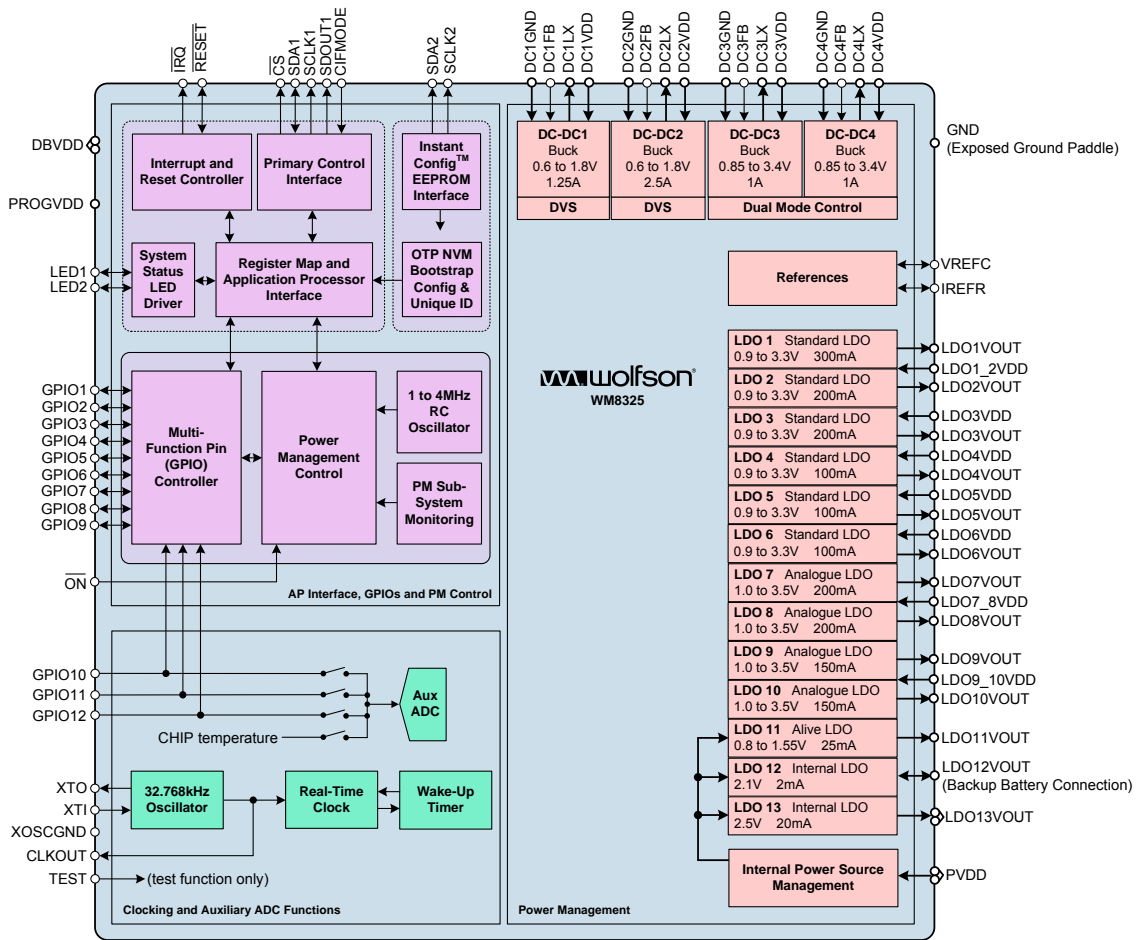 IRQ
RESET
CS
SDA1
SCLK1
SDOUT1
CIFMODE
SDA2
SCLK2
DC1GND
DC1FB
DC1LX
DC1VDD
DC2GND
DC2FB
DC2LX
DC2VDD
DC3GND
DC3FB
DC3LX
DC3VDD
DC4GND
DC4FB
DC4LX
DC4VDD
DBVDD
PROGVDD
LED1
LED2
Interrupt and
Reset Controller
Primary Control
Interface
Instant
Config™
EEPROM
Interface
System
Status
LED
Driver
Register Map and
Application Processor
Interface
OTP NVM
Bootstrap
Config &
Unique ID
GPIO1
GPIO2
GPIO3
GPIO4
GPIO5
GPIO6
GPIO7
GPIO8
GPIO9
Multi-
Function Pin
(GPIO)
Controller
Power
Management
Control
1 to 4MHz
RC
Oscillator
PM Sub-
System
Monitoring
ON
AP Interface, GPIOs and PM Control
GPIO10
GPIO11
GPIO12
CHIP temperature
Aux
ADC
XTO
XTI
XOSCGND
CLKOUT
TEST
32.768kHz
Oscillator
Real-Time
Clock
Wake-Up
Timer
(test function only)
Clocking and Auxiliary ADC Functions
DC-DC1
Buck
0.6 to 1.8V
1.25A
DVS
DC-DC2
Buck
0.6 to 1.8V
2.5A
DVS
DC-DC3
Buck
0.85 to 3.4V
1A
DC-DC4
Buck
0.85 to 3.4V
1A
Dual Mode Control
GND
(Exposed Ground Paddle)
References
VREFC
IREFR
wolfson
WM8325
LDO 1 Standard LDO
0.9 to 3.3V 300mA
LDO 2 Standard LDO
0.9 to 3.3V 200mA
LDO 3 Standard LDO
0.9 to 3.3V 200mA
LDO 4 Standard LDO
0.9 to 3.3V 100mA
LDO 5 Standard LDO
0.9 to 3.3V 100mA
LDO 6 Standard LDO
0.9 to 3.3V 100mA
LDO 7 Analogue LDO
1.0 to 3.5V 200mA
LDO 8 Analogue LDO
1.0 to 3.5V 200mA
LDO 9 Analogue LDO
1.0 to 3.5V 150mA
LDO 10 Analogue LDO
1.0 to 3.5V 150mA
LDO 11 Alive LDO
0.8 to 1.55V 25mA
LDO 12 Internal LDO
2.1V 2mA
LDO 13 Internal LDO
2.5V 20mA
Internal Power Source
Management
LDO1VOUT
LDO1_2VDD
LDO2VOUT
LDO3VDD
LDO3VOUT
LDO4VDD
LDO4VOUT
LDO5VDD
LDO5VOUT
LDO6VDD
LDO6VOUT
LDO7VOUT
LDO7_8VDD
LDO8VOUT
LDO9VOUT
LDO9_10VDD
LDO10VOUT
LDO11VOUT
LDO12VOUT
(Backup Battery Connection)
LDO13VOUT
PVDD
Power Management